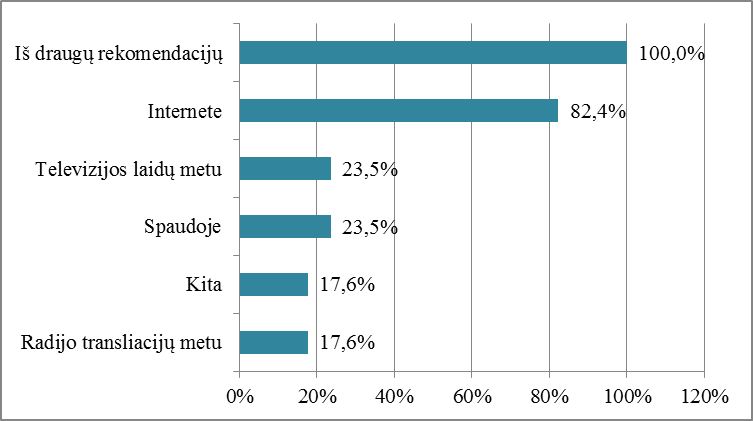 Iš draugų rekomendacijų 100,0%
Internete 82,4%
Televizijos laidų metu 23,5%
Spaudoje 23,5%
Kita 17,6%
Radijo transliacijų metu 17,6%
0% 20% 40% 60% 80% 100% 120%